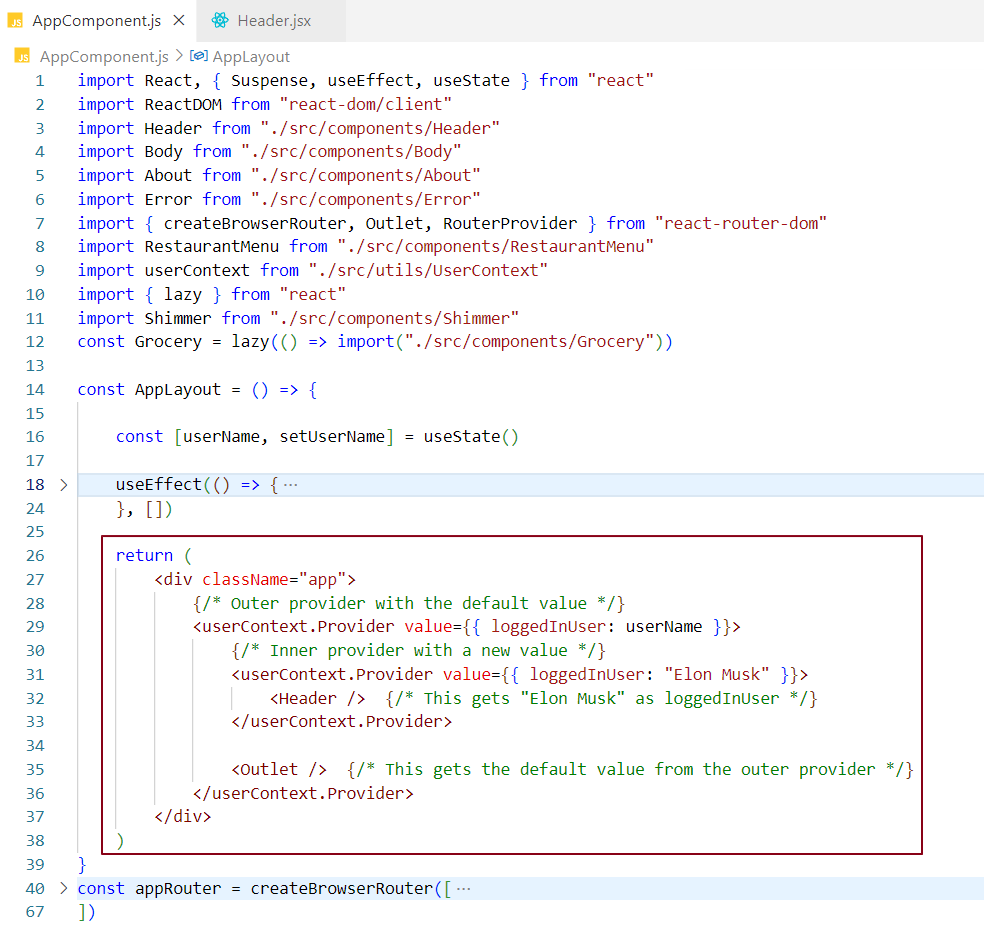 JS AppComponent.js × Header.jsx
JS AppComponent.js > AppLayout
1 import React, { Suspense, useEffect, useState } from "react"
2 import ReactDOM from "react-dom/client"
3 import Header from "./src/components/Header"
4 import Body from "./src/components/Body"
5 import About from "./src/components/About"
6 import Error from "./src/components/Error"
7 import { createBrowserRouter, Outlet, RouterProvider } from "react-router-dom"
8 import RestaurantMenu from "./src/components/RestaurantMenu"
9 import userContext from "./src/utils/UserContext"
10 import { lazy } from "react"
11 import Shimmer from "./src/components/Shimmer"
12 const Grocery = lazy(() => import("./src/components/Grocery"))
13
14 const AppLayout = () => {
15
16 const [userName, setUserName] = useState()
17
18 > useEffect(() => { ···
24 }, [])
25
26 return (
27 <div className="app">
28 {/* Outer provider with the default value */}
29 <userContext.Provider value={{ loggedInUser: userName }}>
30 {/* Inner provider with a new value */}
31 <userContext.Provider value={{ loggedInUser: "Elon Musk" }}>
32 <Header /> {/* This gets "Elon Musk" as loggedInUser */}
33 </userContext.Provider>
34
35 <Outlet /> {/* This gets the default value from the outer provider */}
36 </userContext.Provider>
37 </div>
38 )
39 }
40 > const appRouter = createBrowserRouter([ ···
67 ])